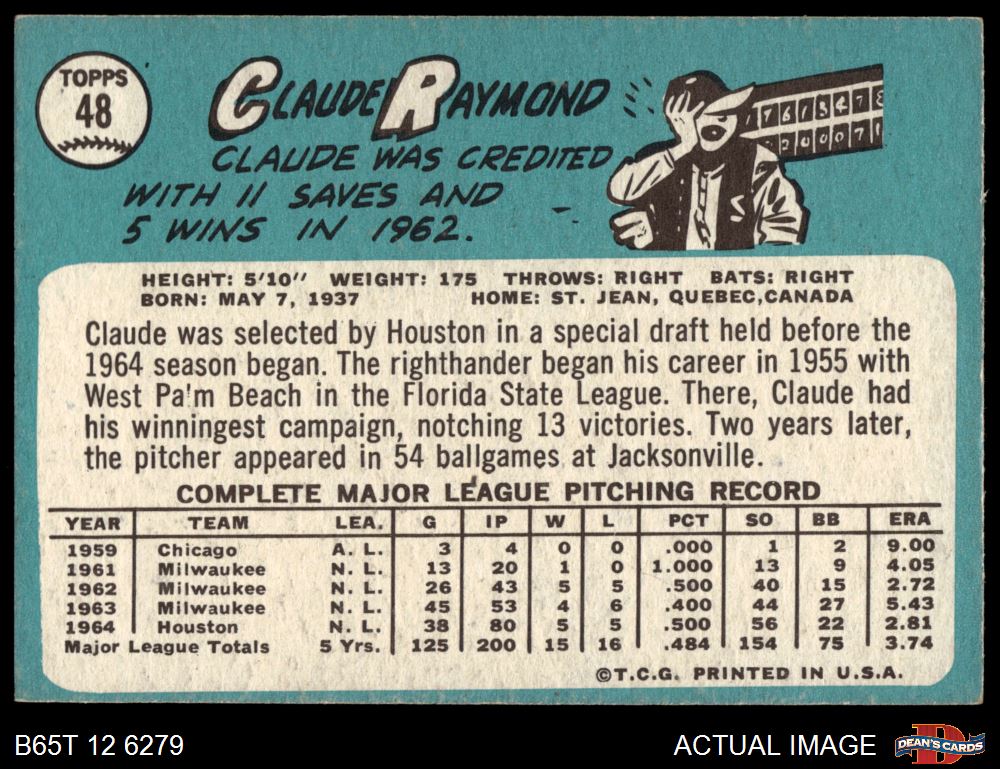 TOPPS
48
CLAUDE RAYMOND
CLAUDE WAS CREDITED
WITH 11 SAVES AND
5 WINS IN 1962.
HEIGHT: 5'10" WEIGHT: 175 THROWS: RIGHT BATS: RIGHT
BORN: MAY 7, 1937 HOME: ST. JEAN, QUEBEC, CANADA
Claude was selected by Houston in a special draft held before the
1964 season began. The righthander began his career in 1955 with
West Pa'm Beach in the Florida State League. There, Claude had
his winningest campaign, notching 13 victories. Two years later,
the pitcher appeared in 54 ballgames at Jacksonville.
COMPLETE MAJOR LEAGUE PITCHING RECORD
YEAR TEAM LEA. G IP W L PCT SO BB ERA
1959 Chicago A. L. 3 4 0 0 .000 1 2 9.00
1961 Milwaukee N. L. 13 20 1 0 1.000 13 9 4.05
1962 Milwaukee N. L. 26 43 5 5 .500 40 15 2.72
1963 Milwaukee N. L. 45 53 4 6 .400 44 27 5.43
1964 Houston N. L. 38 80 5 5 .500 56 22 2.81
Major League Totals 5 Yrs. 125 200 15 16 .484 154 75 3.74
©T.C.G. PRINTED IN U.S.A.
B65T 12 6279 ACTUAL IMAGE DEAN'S CARDS